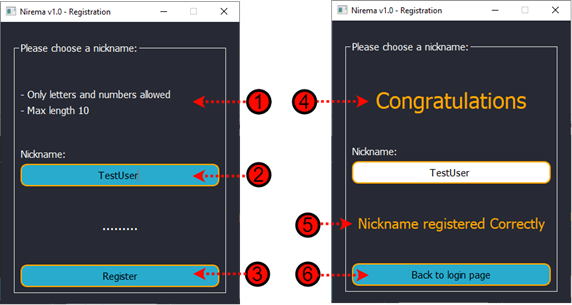 Nirema v1.0 - Registration
Please choose a nickname:
- Only letters and numbers allowed
- Max length 10
1
Nickname:
TestUser
2
.........
Register
3
Nirema v1.0 - Registration
Please choose a nickname:
4
Congratulations
Nickname:
TestUser
5
Nickname registered Correctly
6
Back to login page